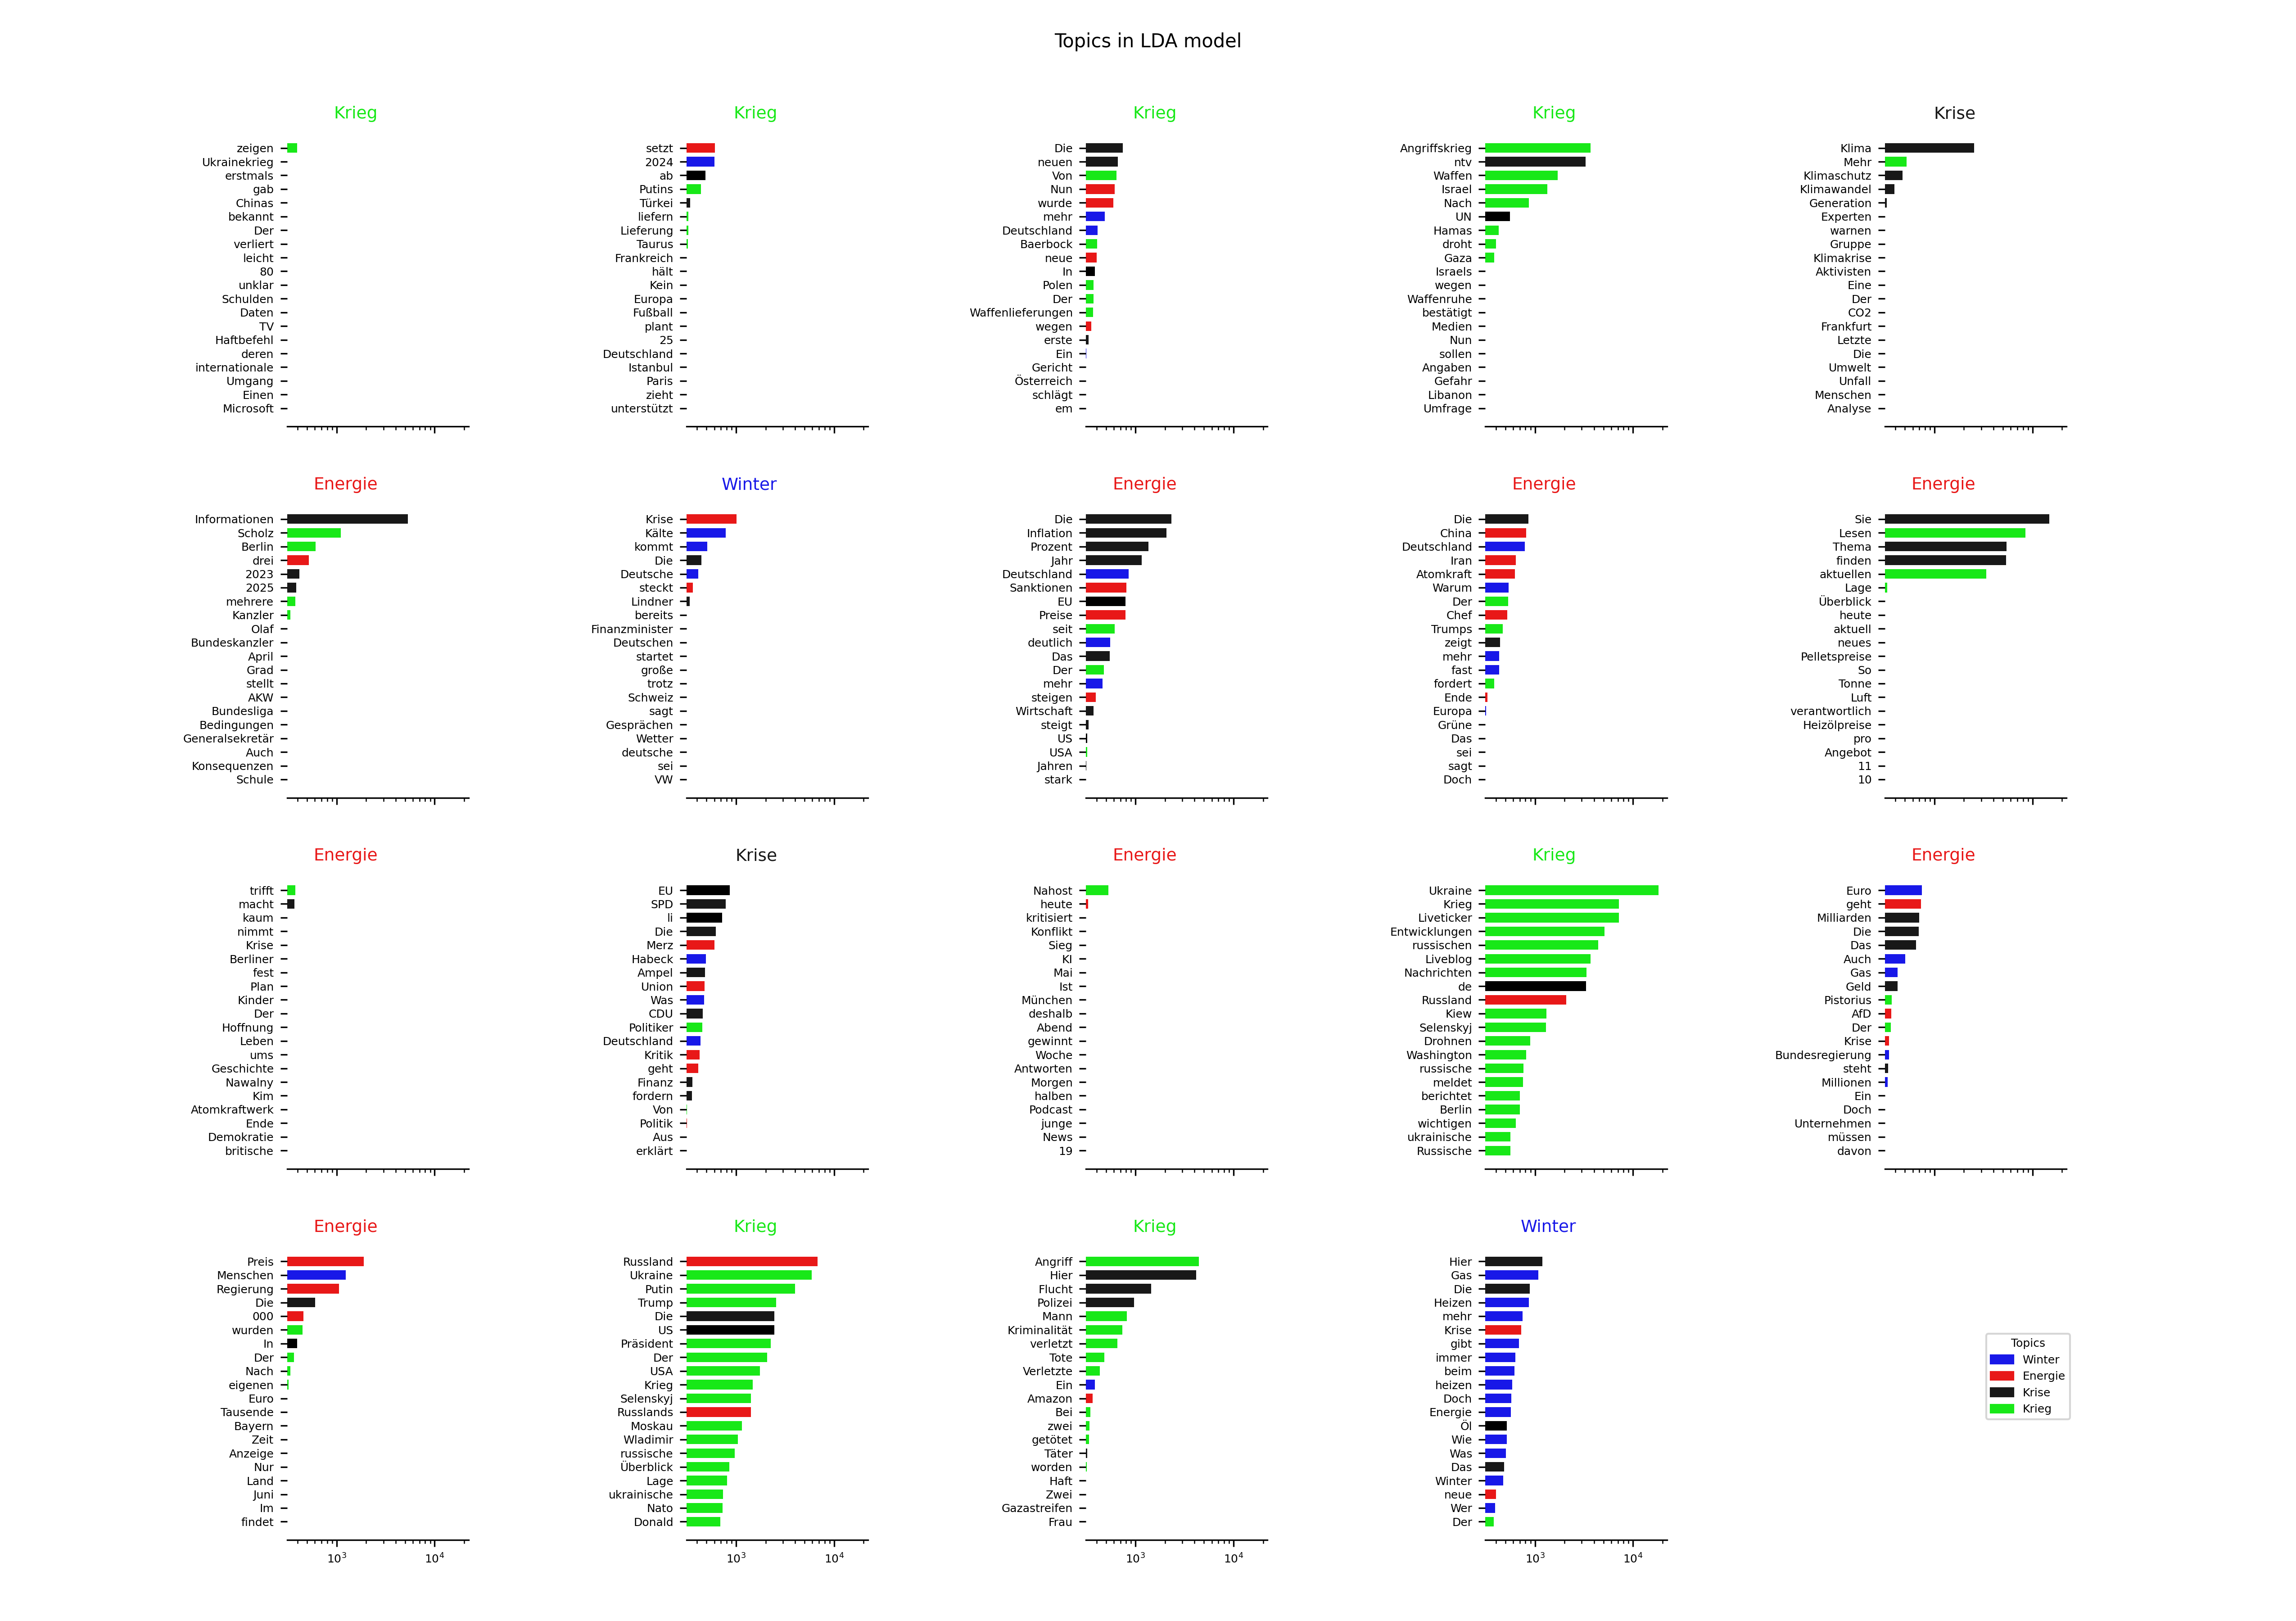 Topics in LDA model
Krieg
zeigen
Ukrainekrieg
erstmals
gab
Chinas
bekannt
Der
verliert
leicht
80
unklar
Schulden
Daten
TV
Haftbefehl
deren
internationale
Umgang
Einen
Microsoft
Krieg
setzt
2024
ab
Putins
Türkei
liefern
Lieferung
Taurus
Frankreich
hält
Kein
Europa
Fußball
plant
25
Deutschland
Istanbul
Paris
zieht
unterstützt
Krieg
Die
neuen
Von
Nun
wurde
mehr
Deutschland
Baerbock
neue
In
Polen
Der
Waffenlieferungen
wegen
erste
Ein
Gericht
Österreich
schlägt
em
Krieg
Angriffskrieg
ntv
Waffen
Israel
Nach
UN
Hamas
droht
Gaza
Israels
wegen
Waffenruhe
bestätigt
Medien
Nun
sollen
Angaben
Gefahr
Libanon
Umfrage
Krise
Klima
Mehr
Klimaschutz
Klimawandel
Generation
Experten
warnen
Gruppe
Klimakrise
Aktivisten
Eine
Der
CO2
Frankfurt
Letzte
Die
Umwelt
Unfall
Menschen
Analyse
Energie
Informationen
Scholz
Berlin
drei
2023
2025
mehrere
Kanzler
Olaf
Bundeskanzler
April
Grad
stellt
AKW
Bundesliga
Bedingungen
Generalsekretär
Auch
Konsequenzen
Schule
Winter
Krise
Kälte
kommt
Die
Deutsche
steckt
Lindner
bereits
Finanzminister
Deutschen
startet
große
trotz
Schweiz
sagt
Gesprächen
Wetter
deutsche
sei
VW
Energie
Die
Inflation
Prozent
Jahr
Deutschland
Sanktionen
EU
Preise
seit
deutlich
Das
Der
mehr
steigen
Wirtschaft
steigt
US
USA
Jahren
stark
Energie
Die
China
Deutschland
Iran
Atomkraft
Warum
Der
Chef
Trumps
zeigt
mehr
fast
fordert
Ende
Europa
Grüne
Das
sei
sagt
Doch
Energie
Sie
Lesen
Thema
finden
aktuellen
Lage
Überblick
heute
aktuell
neues
Pelletspreise
So
Tonne
Luft
verantwortlich
Heizölpreise
pro
Angebot
11
10
Energie
trifft
macht
kaum
nimmt
Krise
Berliner
fest
Plan
Kinder
Der
Hoffnung
Leben
ums
Geschichte
Nawalny
Kim
Atomkraftwerk
Ende
Demokratie
britische
Krise
EU
SPD
li
Die
Merz
Habeck
Ampel
Union
Was
CDU
Politiker
Deutschland
Kritik
geht
Finanz
fordern
Von
Politik
Aus
erklärt
Energie
Nahost
heute
kritisiert
Konflikt
Sieg
KI
Mai
Ist
München
deshalb
Abend
gewinnt
Woche
Antworten
Morgen
halben
Podcast
junge
News
19
Krieg
Ukraine
Krieg
Liveticker
Entwicklungen
russischen
Liveblog
Nachrichten
de
Russland
Kiew
Selenskyj
Drohnen
Washington
russische
meldet
berichtet
Berlin
wichtigen
ukrainische
Russische
Energie
Euro
geht
Milliarden
Die
Das
Auch
Gas
Geld
Pistorius
AfD
Der
Krise
Bundesregierung
steht
Millionen
Ein
Doch
Unternehmen
müssen
davon
Energie
Preis
Menschen
Regierung
Die
000
wurden
In
Der
Nach
eigenen
Euro
Tausende
Bayern
Zeit
Anzeige
Nur
Land
Juni
Im
findet
10³ 10⁴
Krieg
Russland
Ukraine
Putin
Trump
Die
US
Präsident
Der
USA
Krieg
Selenskyj
Russlands
Moskau
Wladimir
russische
Überblick
Lage
ukrainische
Nato
Donald
10³ 10⁴
Krieg
Angriff
Hier
Flucht
Polizei
Mann
Kriminalität
verletzt
Tote
Verletzte
Ein
Amazon
Bei
zwei
getötet
Täter
worden
Haft
Zwei
Gazastreifen
Frau
10³ 10⁴
Winter
Hier
Gas
Die
Heizen
mehr
Krise
gibt
immer
beim
heizen
Doch
Energie
Öl
Wie
Was
Das
Winter
neue
Wer
Der
10³ 10⁴
Topics
Winter
Energie
Krise
Krieg